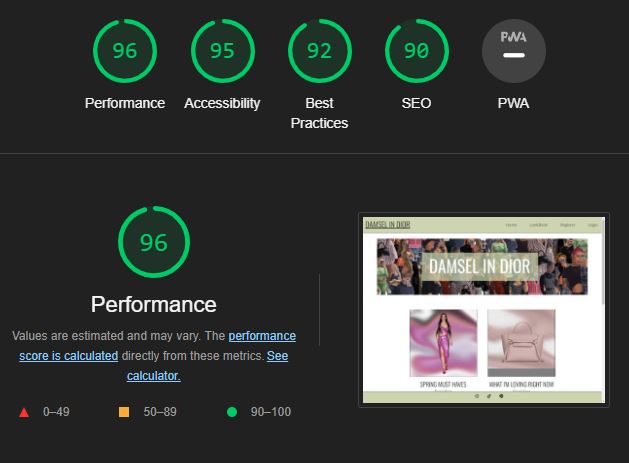 96
95
92
90
PWA
Performance
Accessibility
Best
Practices
SEO
PWA
96
Performance
Values are estimated and may vary. The performance
score is calculated directly from these metrics. See
calculator.
0–49
50–89
90–100
DAMSEL IN DIOR
Home
Lookbook
Register
Login
DAMSEL IN DIOR
SPRING MUST HAVES
WHAT I'M LOVING RIGHT NOW